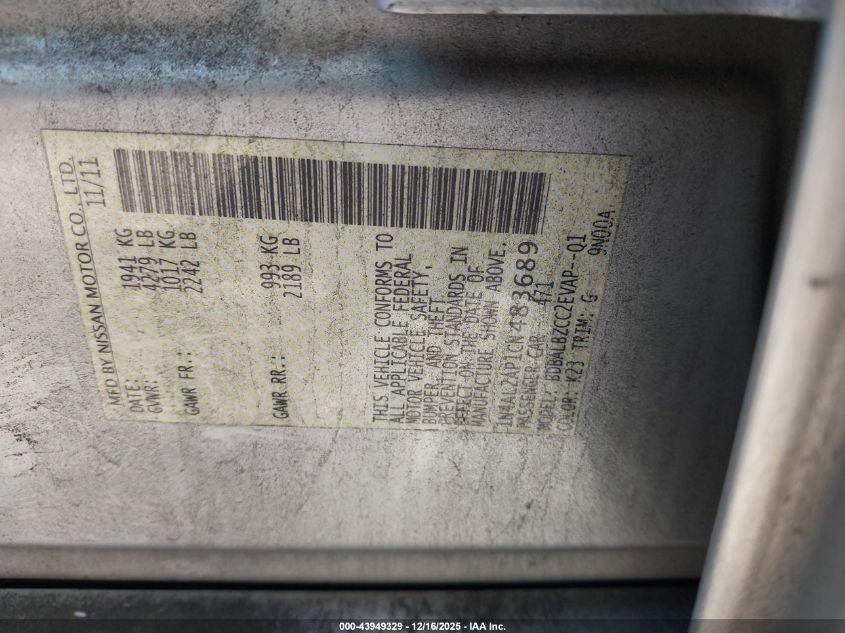 MFD BY NISSAN MOTOR CO., LTD.
DATE: 11/11
GVWR: 1941 KG
4279 LB
GAWR FR.: 1017 KG
2242 LB
GAWR RR.: 993 KG
2189 LB
THIS VEHICLE CONFORMS TO
ALL APPLICABLE FEDERAL
MOTOR VEHICLE SAFETY,
BUMPER, AND THEFT
PREVENTION STANDARDS IN
EFFECT ON THE DATE OF
MANUFACTURE SHOWN ABOVE.
1N4AL2AP1CN483689
PASSENGER CAR 471
MODEL: BDBALBZCC2EVAP--Q1
COLOR: K23 TRIM: G 9N00A
000-43949329 - 12/16/2025 - IAA Inc.